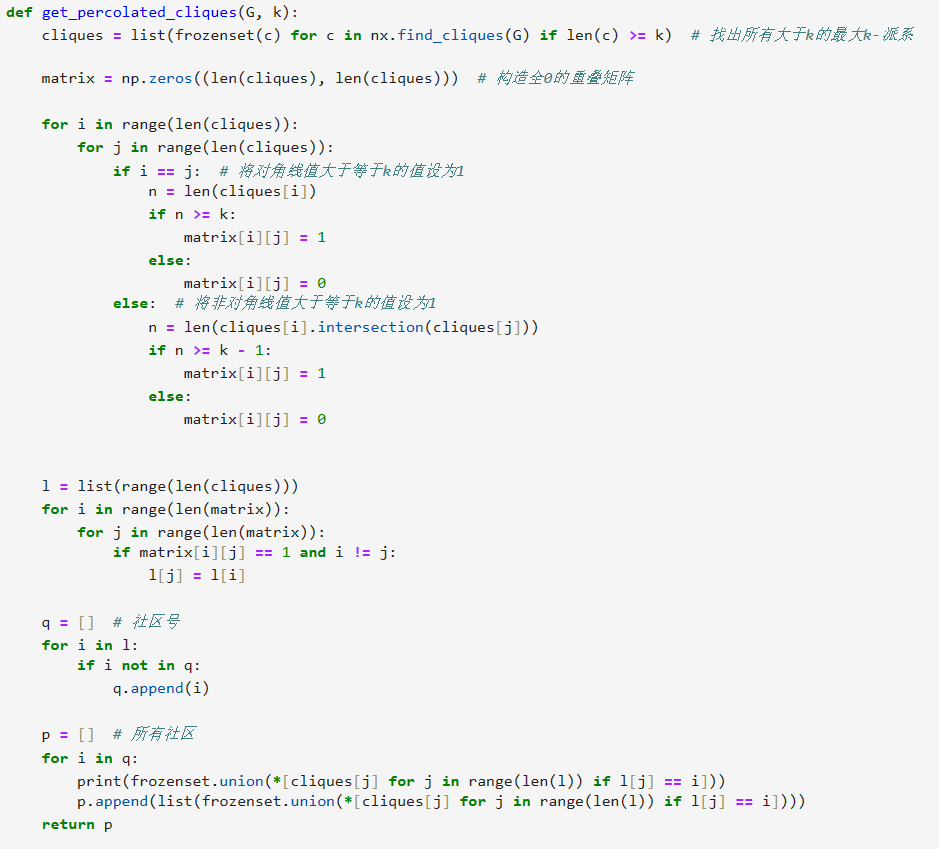 def get_percolated_cliques(G, k):
    cliques = list(frozenset(c) for c in nx.find_cliques(G) if len(c) >= k)  # 找出所有大于k的最大k-派系
    matrix = np.zeros((len(cliques), len(cliques)))  # 构造全0的重叠矩阵
    for i in range(len(cliques)):
        for j in range(len(cliques)):
            if i == j:  # 将对角线值大于等于k的值设为1
                n = len(cliques[i])
                if n >= k:
                    matrix[i][j] = 1
                else:
                    matrix[i][j] = 0
            else:  # 将非对角线值大于等于k的值设为1
                n = len(cliques[i].intersection(cliques[j]))
                if n >= k - 1:
                    matrix[i][j] = 1
                else:
                    matrix[i][j] = 0
    l = list(range(len(cliques)))
    for i in range(len(matrix)):
        for j in range(len(matrix)):
            if matrix[i][j] == 1 and i != j:
                l[j] = l[i]
    q = []  # 社区号
    for i in l:
        if i not in q:
            q.append(i)
    p = []  # 所有社区
    for i in q:
        print(frozenset.union(*[cliques[j] for j in range(len(l)) if l[j] == i]))
        p.append(list(frozenset.union(*[cliques[j] for j in range(len(l)) if l[j] == i])))
    return p